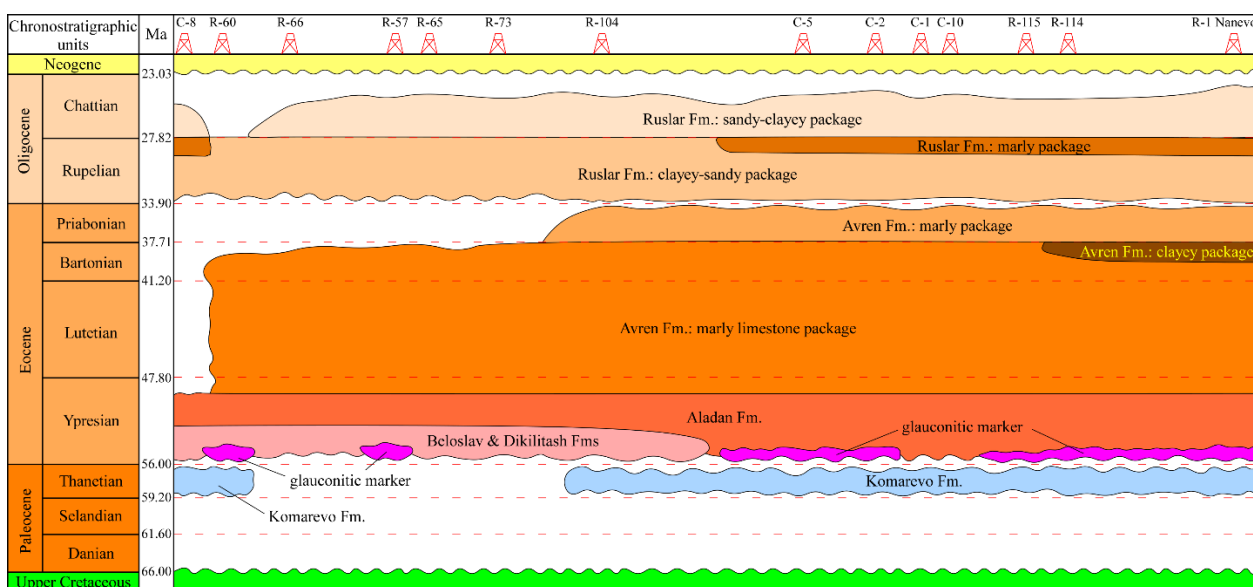 Chronostratigraphic
units
Ma
C-8
R-60
R-66
R-57
R-65
R-73
R-104
C-5
C-2
C-1
C-10
R-115
R-114
R-1 Nanevo
Neogene
23.03
Oligocene
Chattian
Ruslar Fm.: sandy-clayey package
27.82
Ruslar Fm.: marly package
Rupelian
Ruslar Fm.: clayey-sandy package
33.90
Eocene
Priabonian
Avren Fm.: marly package
37.71
Bartonian
Avren Fm.: clayey package
41.20
Lutetian
Avren Fm.: marly limestone package
47.80
Ypresian
Aladan Fm.
Beloslav & Dikilitash Fms
glauconitic marker
56.00
Paleocene
Thanetian
glauconitic marker
Komarevo Fm.
59.20
Selandian
Komarevo Fm.
61.60
Danian
66.00
Upper Cretaceous